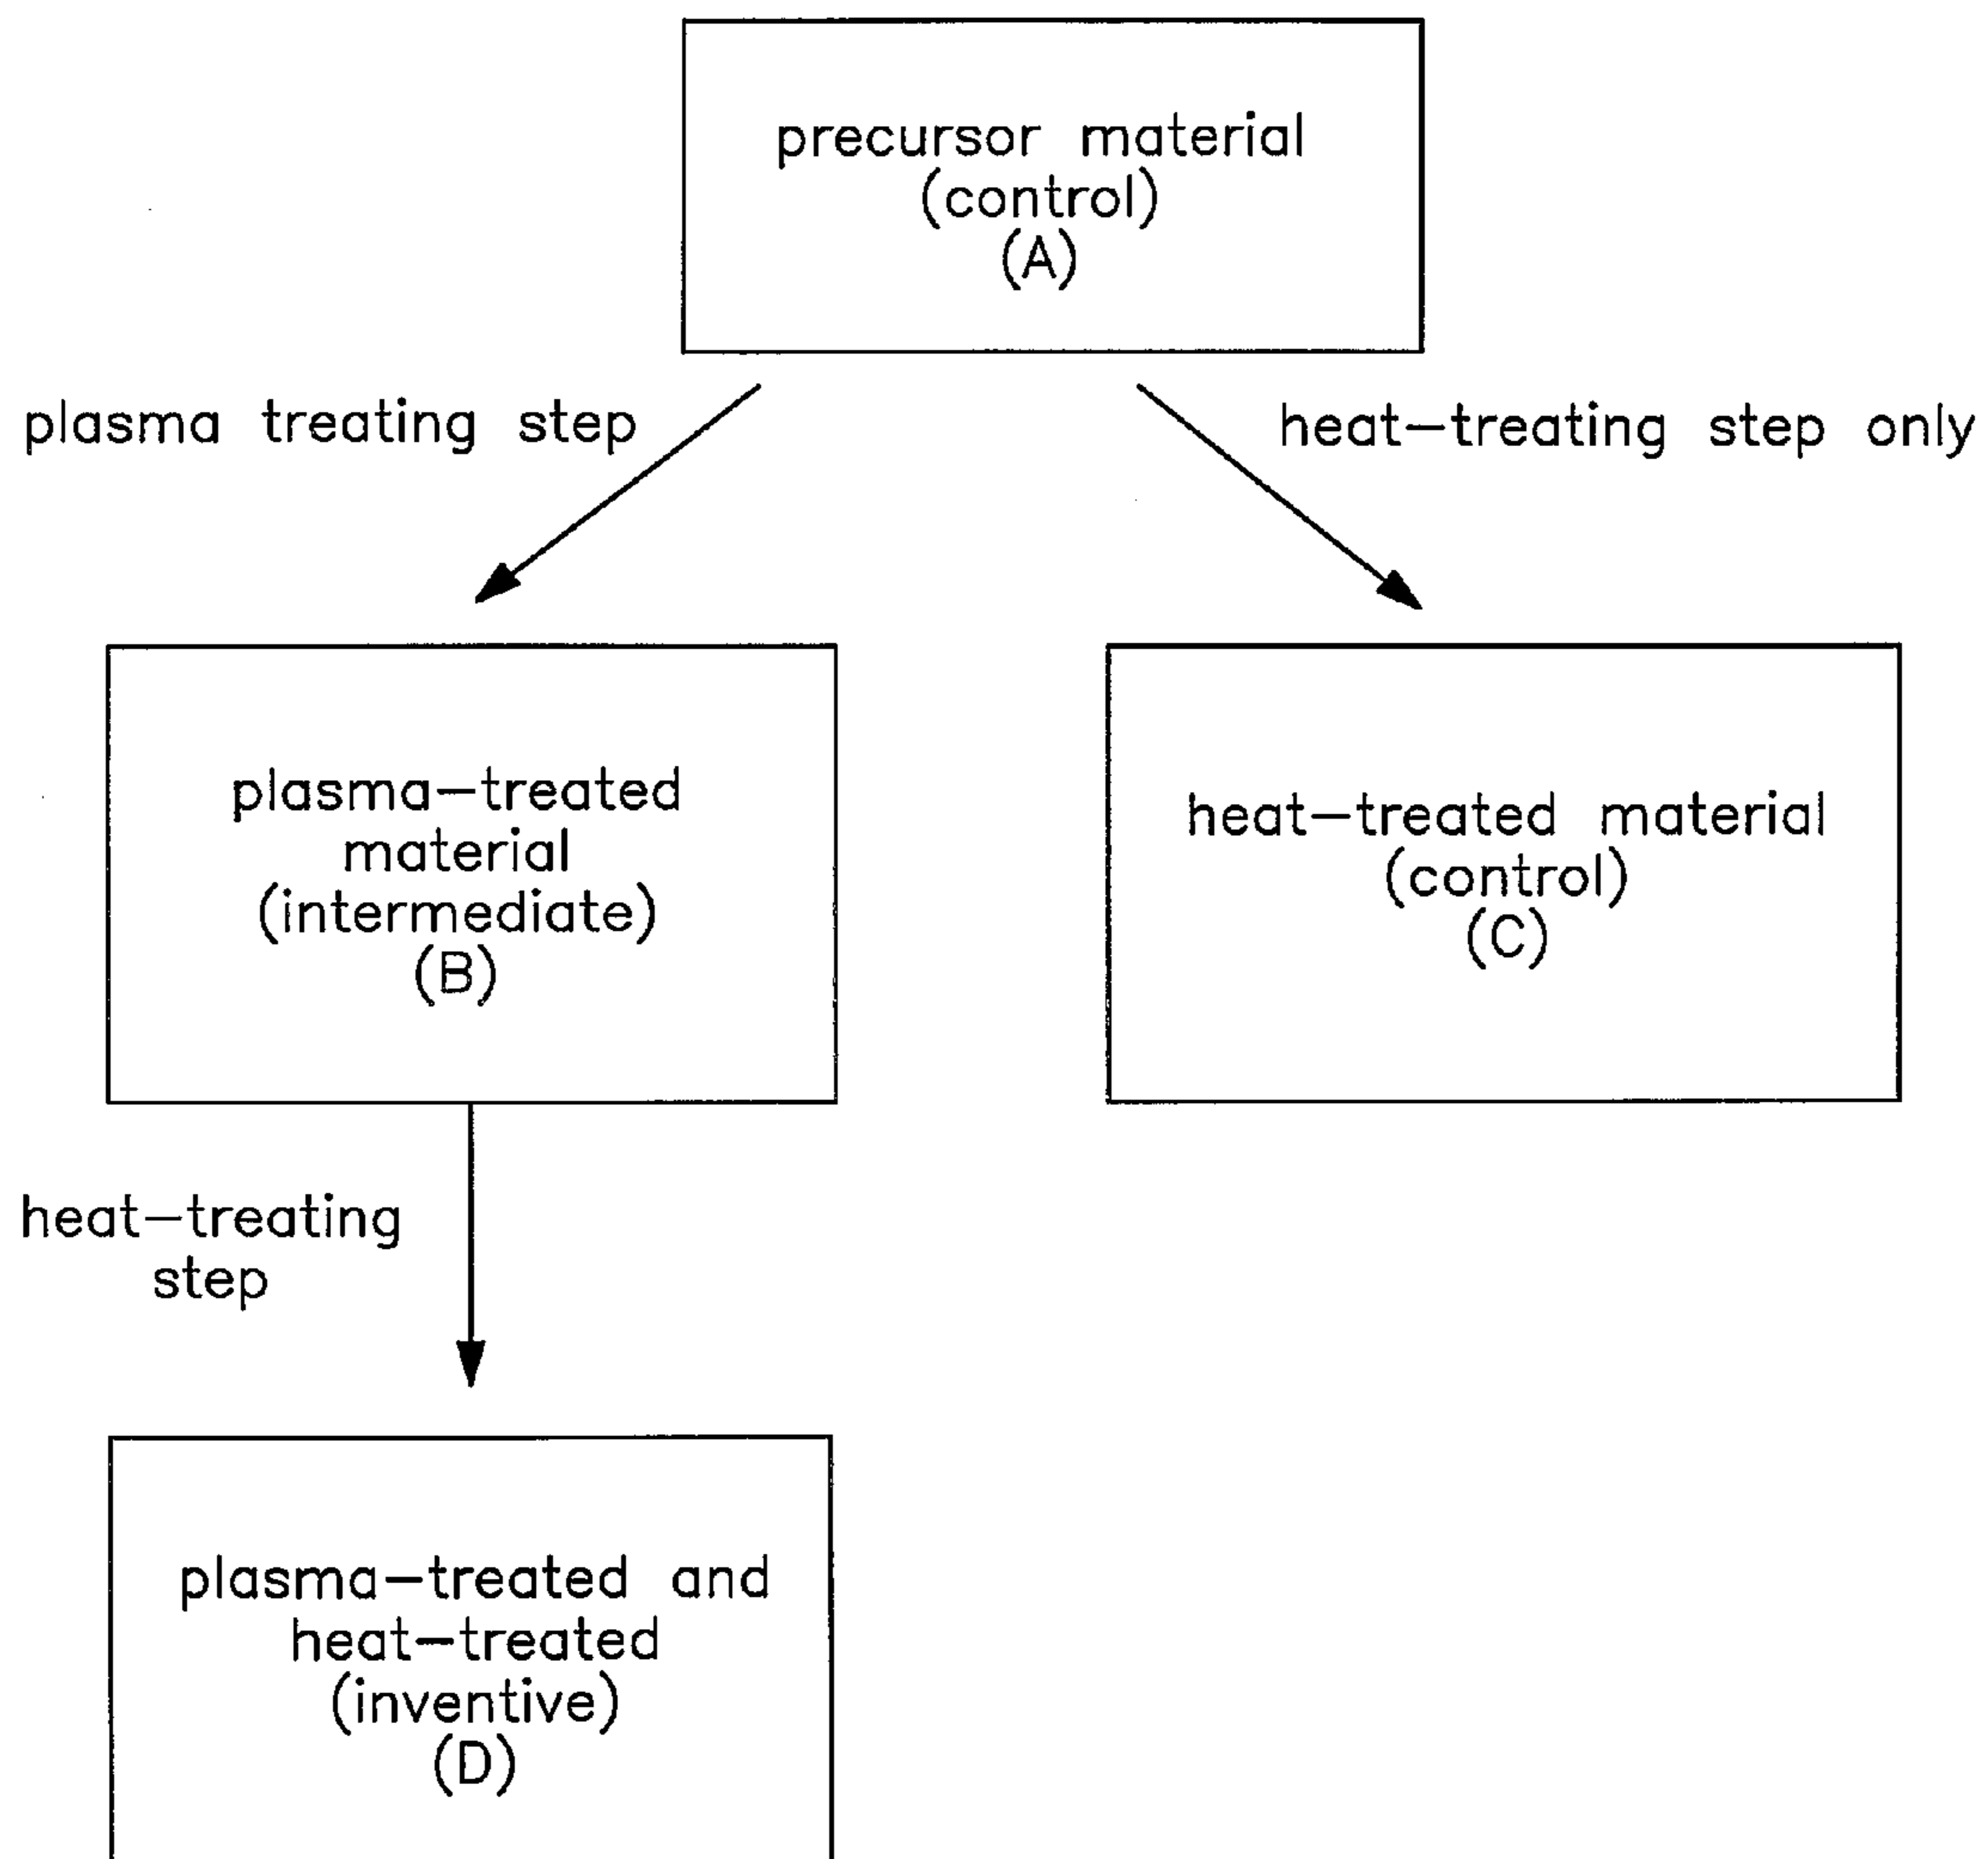 precursor material
(control)
(A)
plasma treating step
heat-treating step only
plasma-treated
material
(intermediate)
(B)
heat-treated material
(control)
(C)
heat-treating
step
plasma-treated and
heat-treated
(inventive)
(D)